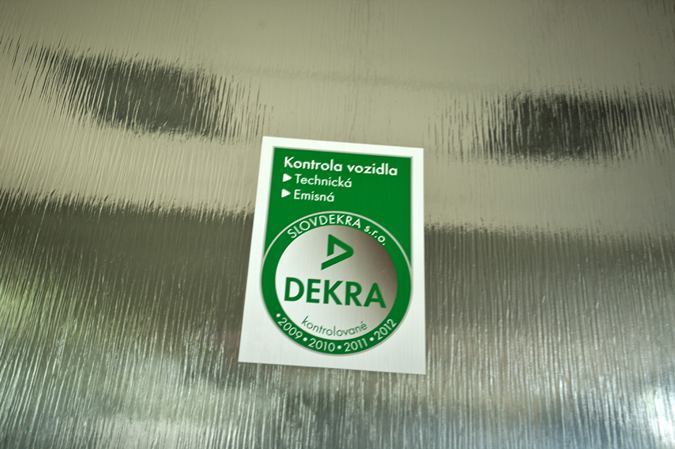 Kontrola vozidla
Technická
Emisná
SLOVDEKRA s.r.o.
DEKRA
kontrolované
•2009•2010•2011•2012